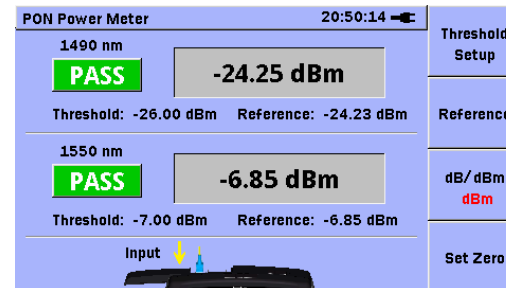 PON Power Meter 20:50:14
1490 nm
PASS -24.25 dBm
Threshold: -26.00 dBm Reference: -24.23 dBm
1550 nm
PASS -6.85 dBm
Threshold: -7.00 dBm Reference: -6.85 dBm
Input
Threshold
Setup
Reference
dB/dBm
dBm
Set Zero